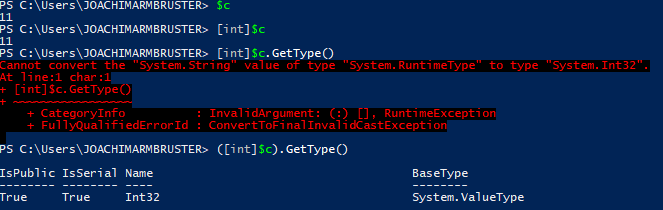 PS C:\Users\JOACHIMARMBRUSTER> $c
11
PS C:\Users\JOACHIMARMBRUSTER> [int]$c
11
PS C:\Users\JOACHIMARMBRUSTER> [int]$c.GetType()
Cannot convert the "System.String" value of type "System.RuntimeType" to type "System.Int32".
At line:1 char:1
+ [int]$c.GetType()
+ ~~~~~~~~~~~~~~~~~
    + CategoryInfo          : InvalidArgument: (:) [], RuntimeException
    + FullyQualifiedErrorId : ConvertToFinalInvalidCastException
PS C:\Users\JOACHIMARMBRUSTER> ([int]$c).GetType()
IsPublic IsSerial Name                                     BaseType
-------- -------- ----                                     --------
True     True     Int32                                    System.ValueType